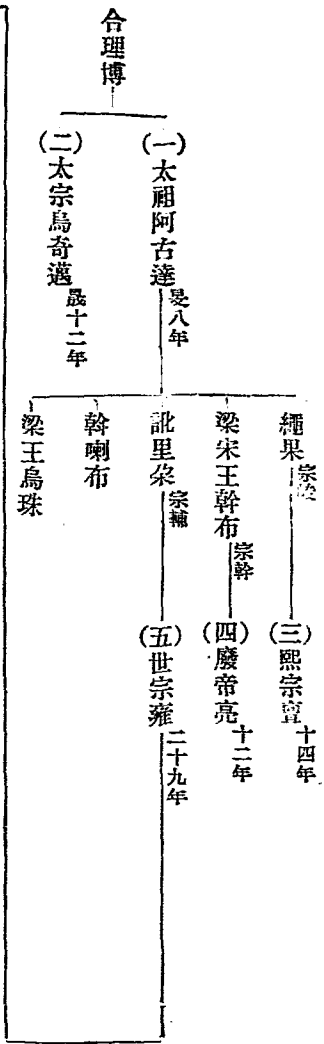 合理博
(一)太祖阿古達 旻八年
(二)太宗烏奇邁 晟十二年
繩果 宗
(三)熙宗亶 十四年
梁宋王斡布 宗幹
(四)廢帝亮 十二年
訛里朶 宗輔
(五)世宗雍 二十九年
斡喇布
梁王烏珠